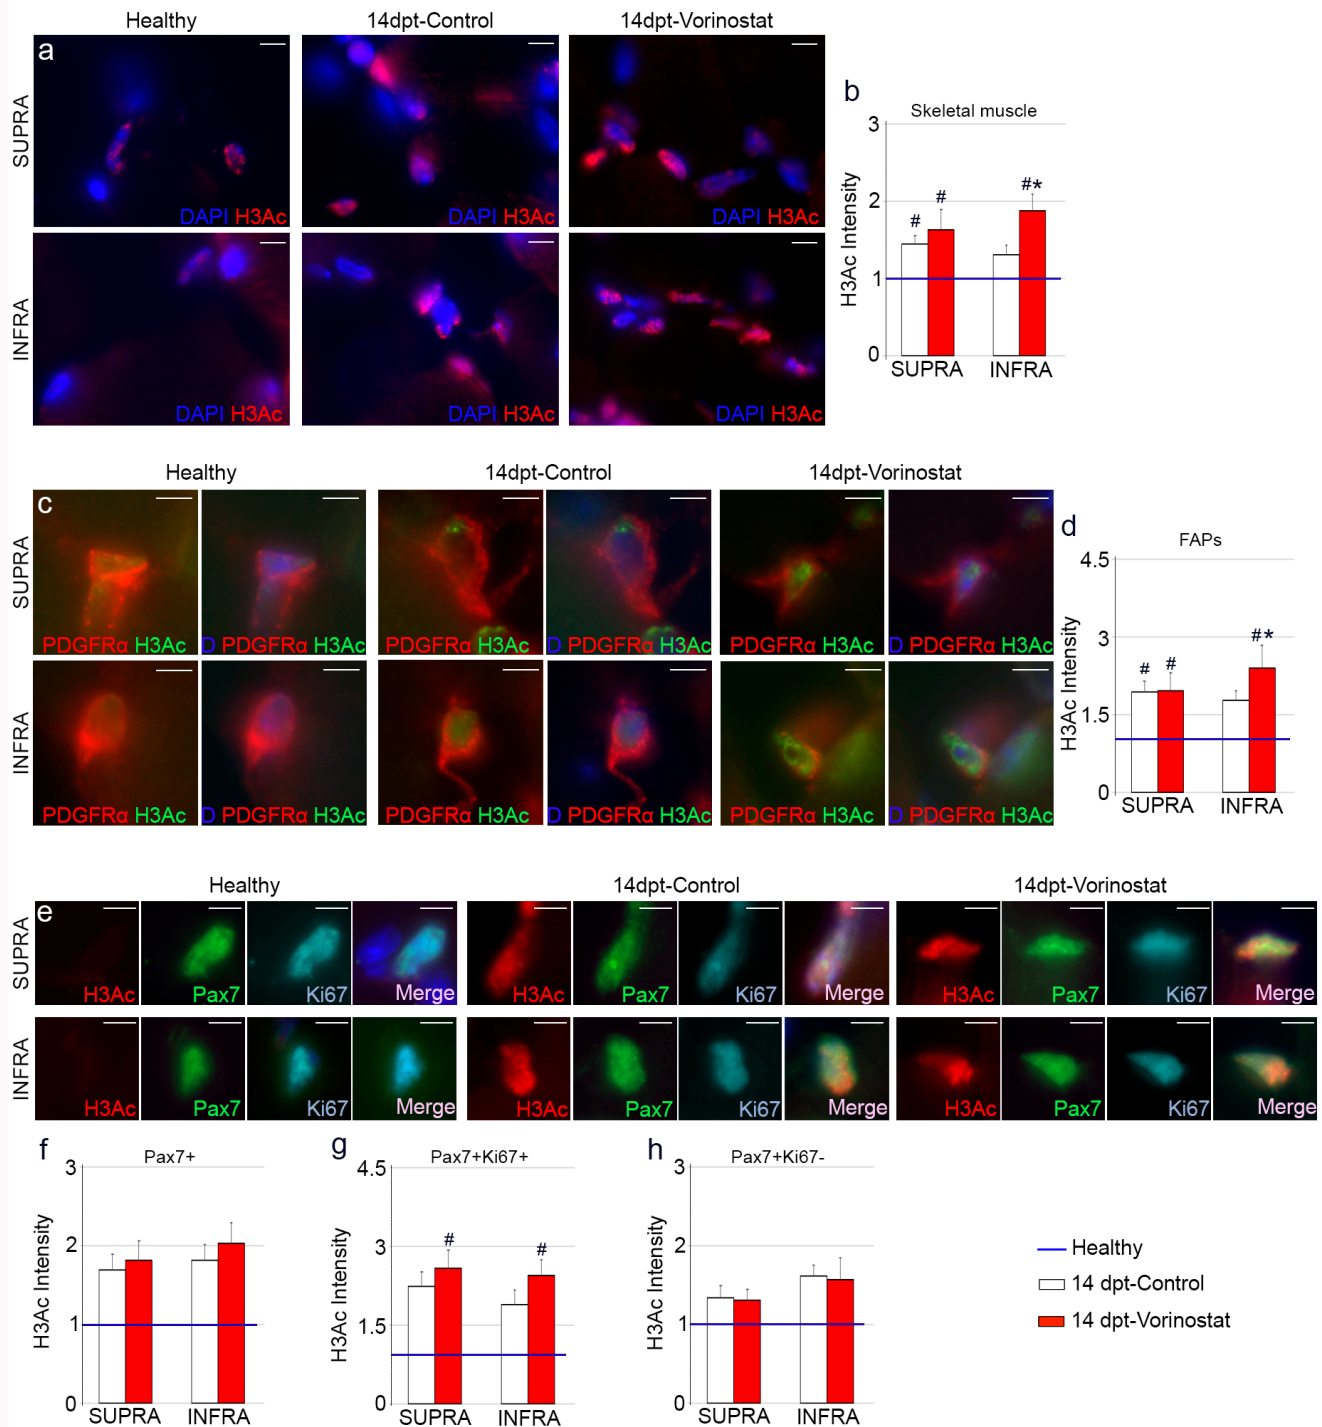 Healthy 14dpt-Control 14dpt-Vorinostat
a
SUPRA
DAPI H3Ac DAPI H3Ac DAPI H3Ac
INFRA
DAPI H3Ac DAPI H3Ac DAPI H3Ac
b
Skeletal muscle
H3Ac Intensity
3
2
1
0
# # #*
SUPRA INFRA
Healthy 14dpt-Control 14dpt-Vorinostat
c
SUPRA
PDGFRα H3Ac D PDGFRα H3Ac PDGFRα H3Ac D PDGFRα H3Ac PDGFRα H3Ac D PDGFRα H3Ac
INFRA
PDGFRα H3Ac D PDGFRα H3Ac PDGFRα H3Ac D PDGFRα H3Ac PDGFRα H3Ac D PDGFRα H3Ac
d
FAPs
H3Ac Intensity
4.5
3
1.5
0
# # #*
SUPRA INFRA
Healthy 14dpt-Control 14dpt-Vorinostat
e
SUPRA
H3Ac Pax7 Ki67 Merge H3Ac Pax7 Ki67 Merge H3Ac Pax7 Ki67 Merge
INFRA
H3Ac Pax7 Ki67 Merge H3Ac Pax7 Ki67 Merge H3Ac Pax7 Ki67 Merge
f
Pax7+
H3Ac Intensity
3
2
1
0
SUPRA INFRA
g
Pax7+Ki67+
H3Ac Intensity
4.5
3
1.5
0
# #
SUPRA INFRA
h
Pax7+Ki67-
H3Ac Intensity
3
2
1
0
SUPRA INFRA
Healthy
14 dpt-Control
14 dpt-Vorinostat